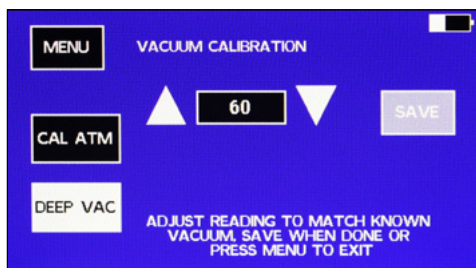 MENU
VACUUM CALIBRATION
60
SAVE
CAL ATM
DEEP VAC
ADJUST READING TO MATCH KNOWN
VACUUM, SAVE WHEN DONE OR
PRESS MENU TO EXIT